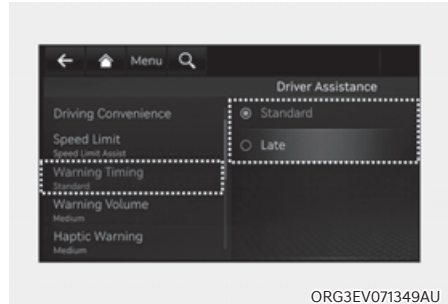 Menu
Driver Assistance
Driving Convenience
Speed Limit
Speed Limit Assist
Warning Timing
Standard
Warning Volume
Medium
Haptic Warning
Medium
Standard
Late
ORG3EV071349AU